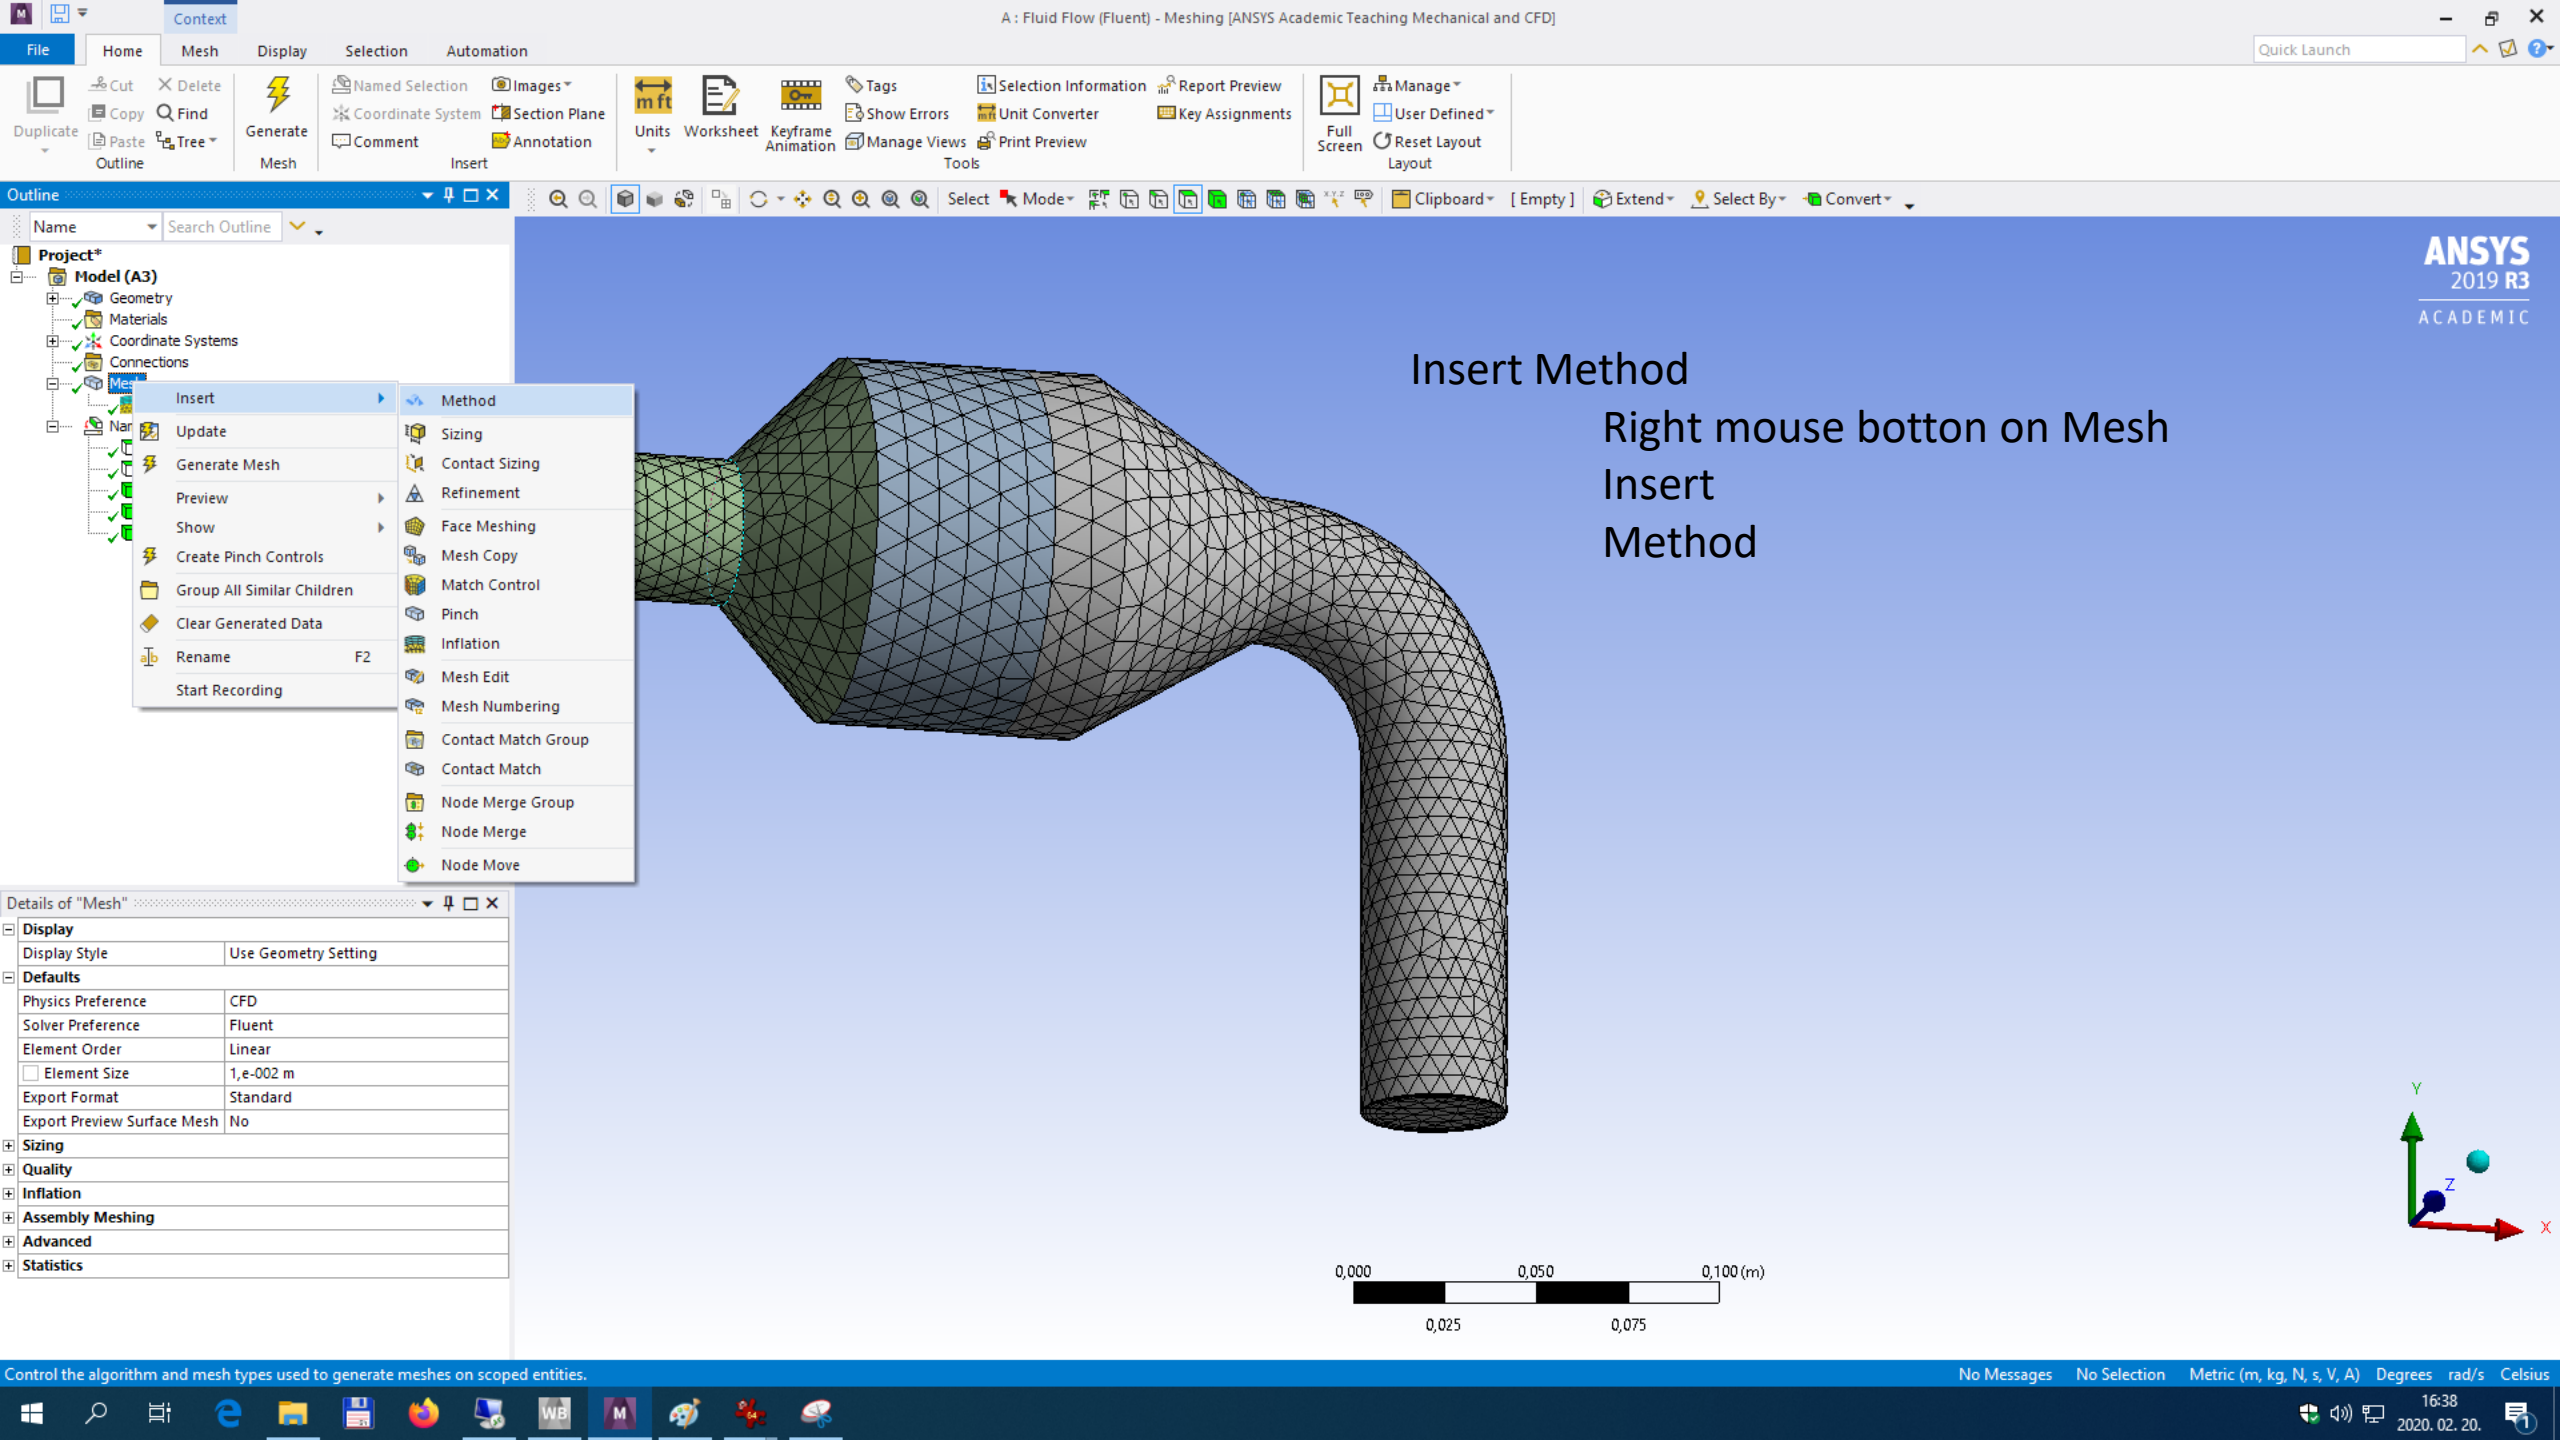 Context
A : Fluid Flow (Fluent) - Meshing [ANSYS Academic Teaching Mechanical and CFD]
File Home Mesh Display Selection Automation
Quick Launch
Cut Delete Named Selection Images Tags Selection Information Report Preview Manage
Copy Find Coordinate System Section Plane Show Errors Unit Converter Key Assignments User Defined
Duplicate Generate Units Worksheet Keyframe Animation Full Screen
Paste Tree Comment Annotation Manage Views Print Preview Reset Layout
Outline Mesh Insert Tools Layout
Outline
Select Mode Clipboard [ Empty ] Extend Select By Convert
Name Search Outline
Project*
Model (A3)
Geometry
Materials
Coordinate Systems
Connections
Insert
Update
Generate Mesh
Preview
Show
Create Pinch Controls
Group All Similar Children
Clear Generated Data
Rename F2
Start Recording
Method
Sizing
Contact Sizing
Refinement
Face Meshing
Mesh Copy
Match Control
Pinch
Inflation
Mesh Edit
Mesh Numbering
Contact Match Group
Contact Match
Node Merge Group
Node Merge
Node Move
ANSYS
2019 R3
ACADEMIC
Insert Method
Right mouse botton on Mesh
Insert
Method
Details of "Mesh"
Display
Display Style Use Geometry Setting
Defaults
Physics Preference CFD
Solver Preference Fluent
Element Order Linear
Element Size 1,e-002 m
Export Format Standard
Export Preview Surface Mesh No
Sizing
Quality
Inflation
Assembly Meshing
Advanced
Statistics
Y
Z
X
0,000 0,050 0,100 (m)
0,025 0,075
Control the algorithm and mesh types used to generate meshes on scoped entities.
No Messages No Selection Metric (m, kg, N, s, V, A) Degrees rad/s Celsius
16:38
2020. 02. 20.